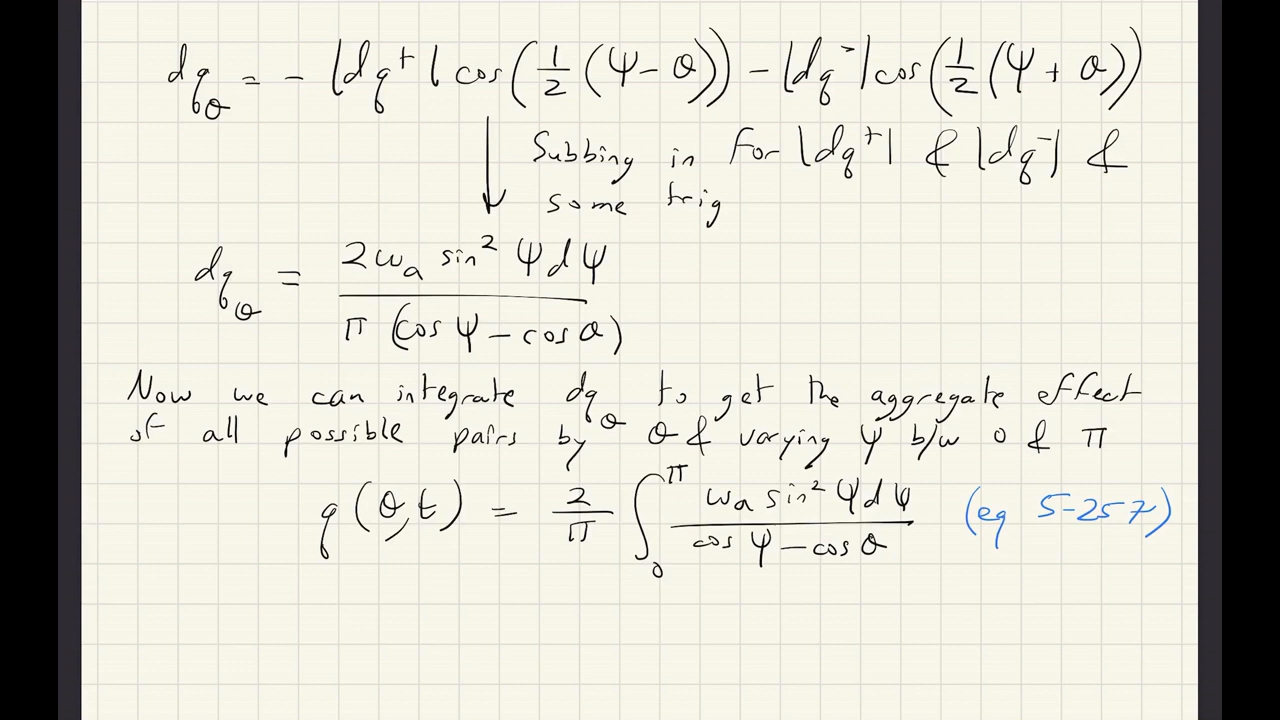 dq_θ = - |dq⁺| cos(½(Ψ-θ)) - |dq⁻| cos(½(Ψ+θ))
Subbing in For |dq⁺| & |dq⁻| &
some trig
dq_θ = 2w_a sin² Ψ dΨ / π (cos Ψ - cos θ)
Now we can integrate dq_θ to get the aggregate effect
of all possible pairs by θ & varying Ψ b/w 0 & π
q(θ,t) = 2/π ∫₀^π w_a sin² Ψ dΨ / cos Ψ - cos θ (eq 5-257)